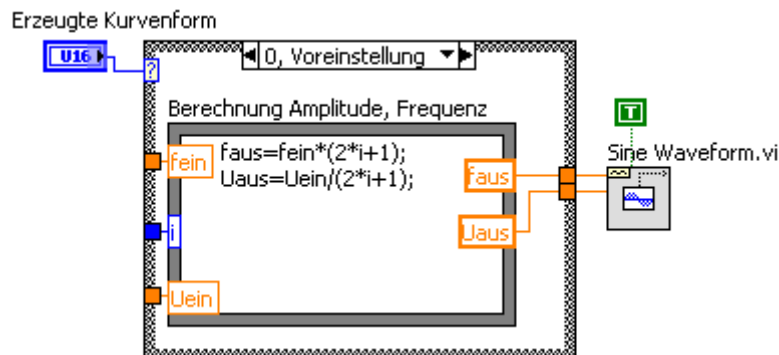 Erzeugte Kurvenform
U16
0, Voreinstellung
?
Berechnung Amplitude, Frequenz
T
Sine Waveform.vi
fein
faus=fein*(2*i+1);
Uaus=Uein/(2*i+1);
faus
i
Uaus
Uein